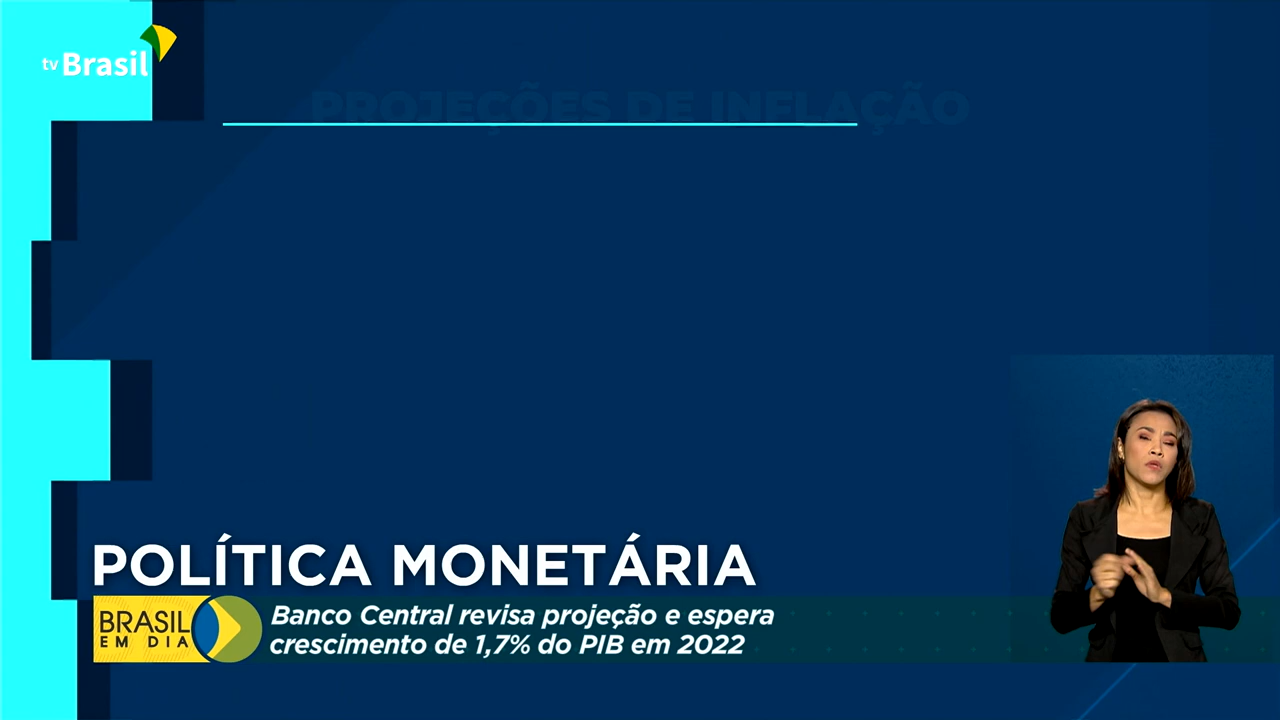 tv Brasil
PROJEÇÕES DE INFLAÇÃO
POLÍTICA MONETÁRIA
BRASIL
EM DIA
Banco Central revisa projeção e espera
crescimento de 1,7% do PIB em 2022